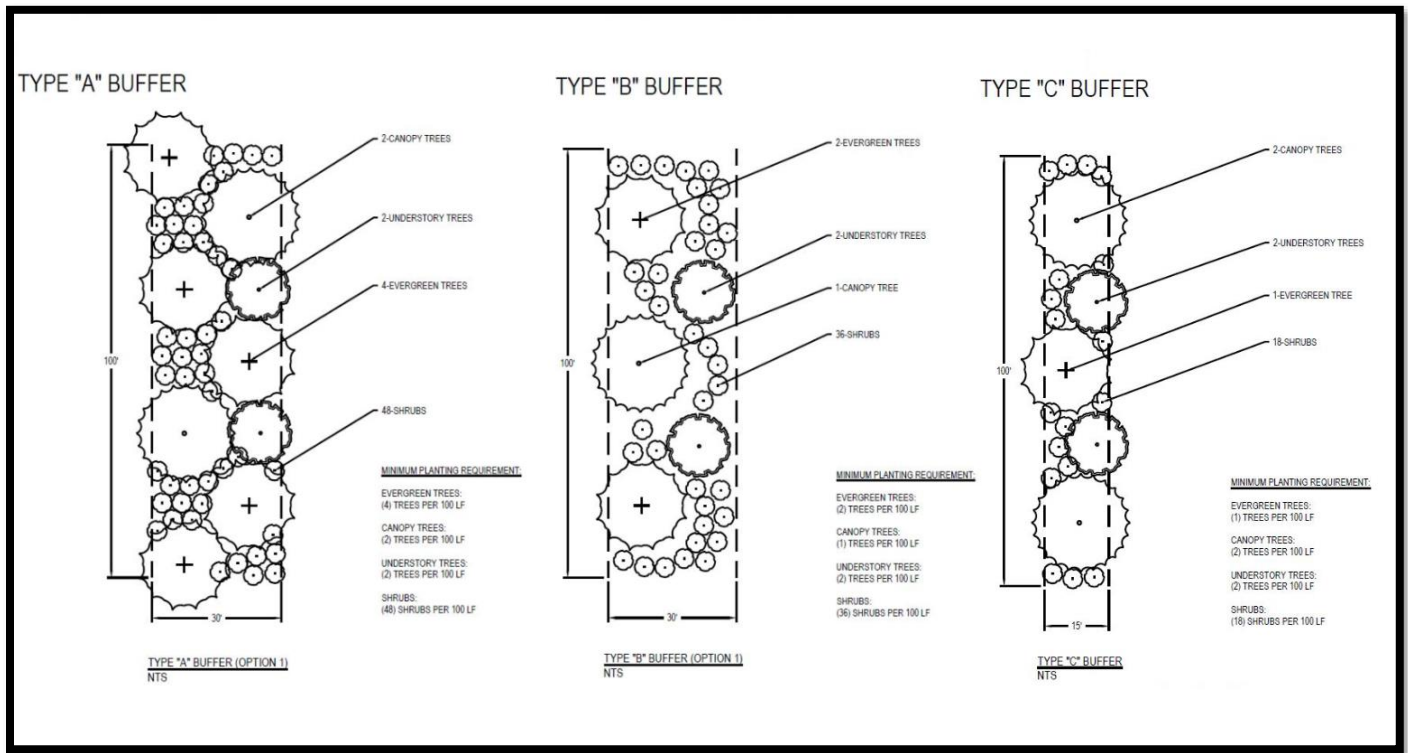 TYPE "A" BUFFER
2-CANOPY TREES
2-UNDERSTORY TREES
4-EVERGREEN TREES
100'
48-SHRUBS
MINIMUM PLANTING REQUIREMENT:
EVERGREEN TREES:
(4) TREES PER 100 LF
CANOPY TREES:
(2) TREES PER 100 LF
UNDERSTORY TREES:
(2) TREES PER 100 LF
SHRUBS:
(48) SHRUBS PER 100 LF
30'
TYPE "A" BUFFER (OPTION 1)
NTS
TYPE "B" BUFFER
2-EVERGREEN TREES
2-UNDERSTORY TREES
1-CANOPY TREE
36-SHRUBS
100'
MINIMUM PLANTING REQUIREMENT:
EVERGREEN TREES:
(2) TREES PER 100 LF
CANOPY TREES:
(1) TREES PER 100 LF
UNDERSTORY TREES:
(2) TREES PER 100 LF
SHRUBS:
(36) SHRUBS PER 100 LF
30'
TYPE "B" BUFFER (OPTION 1)
NTS
TYPE "C" BUFFER
2-CANOPY TREES
2-UNDERSTORY TREES
1-EVERGREEN TREE
18-SHRUBS
100'
MINIMUM PLANTING REQUIREMENT:
EVERGREEN TREES:
(1) TREES PER 100 LF
CANOPY TREES:
(2) TREES PER 100 LF
UNDERSTORY TREES:
(2) TREES PER 100 LF
SHRUBS:
(18) SHRUBS PER 100 LF
15'
TYPE "C" BUFFER
NTS